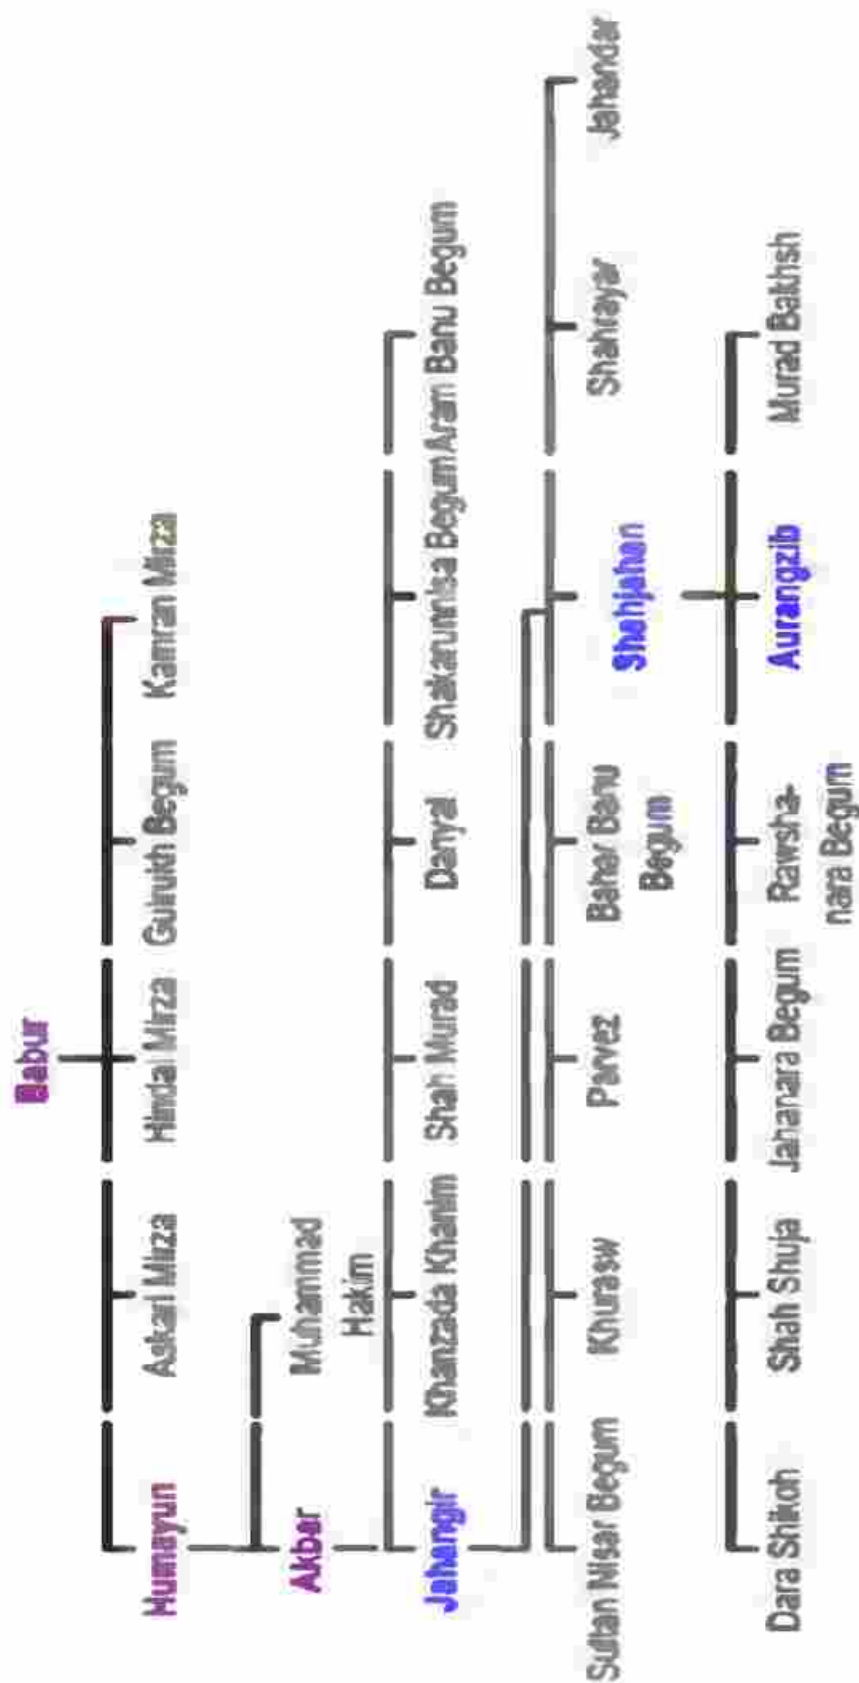 Babur
Humayun
Askari Mirza
Hindal Mirza
Gulrukh Begum
Kamran Mirza
Akbar
Muhammad
Hakim
Jahangir
Khanzada Khanim
Shah Murad
Danyal
Shakarunnisa Begum
Aram Banu Begum
Sultan Nisar Begum
Khurasw
Parvez
Bahar Banu
Begum
Shahjahan
Shahrayar
Jahandar
Dara Shikoh
Shah Shuja
Jahanara Begum
Rawsha-
nara Begum
Aurangzib
Murad Bakhsh